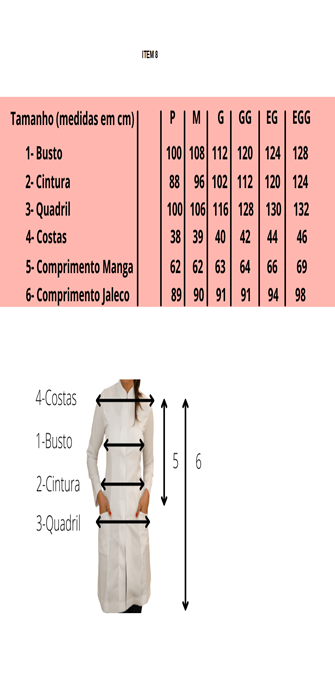 ITEM 8
Tamanho (medidas em cm) P M G GG EG EGG
1- Busto 100 108 112 120 124 128
2- Cintura 88 96 102 112 120 124
3- Quadril 100 106 116 128 130 132
4- Costas 38 39 40 42 44 46
5- Comprimento Manga 62 62 63 64 66 69
6- Comprimento Jaleco 89 90 91 91 94 98
4-Costas
1-Busto
5 6
2-Cintura
3-Quadril